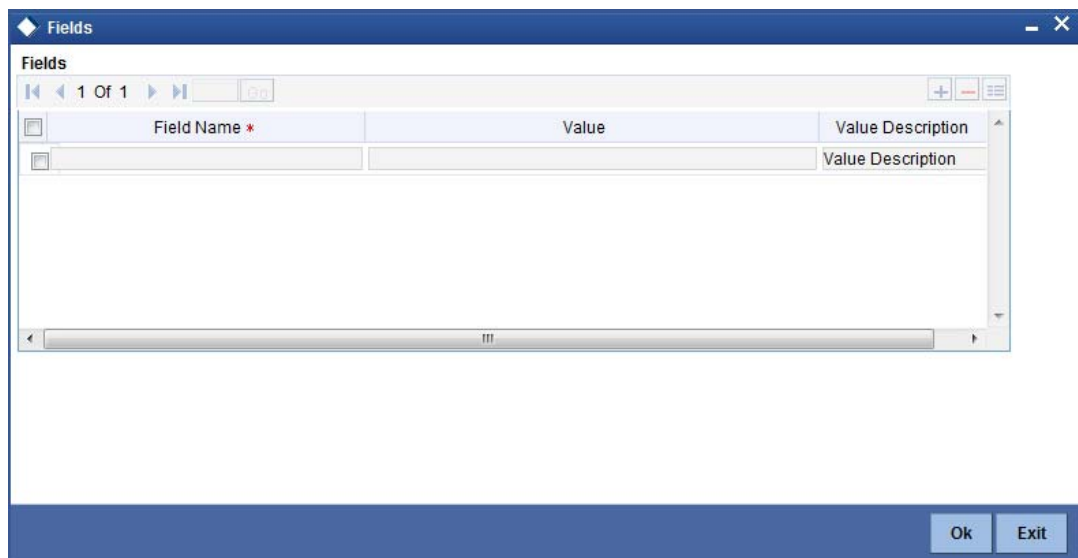 Fields
Fields
1 Of 1 Go
Field Name * Value Value Description
Value Description
Ok Exit